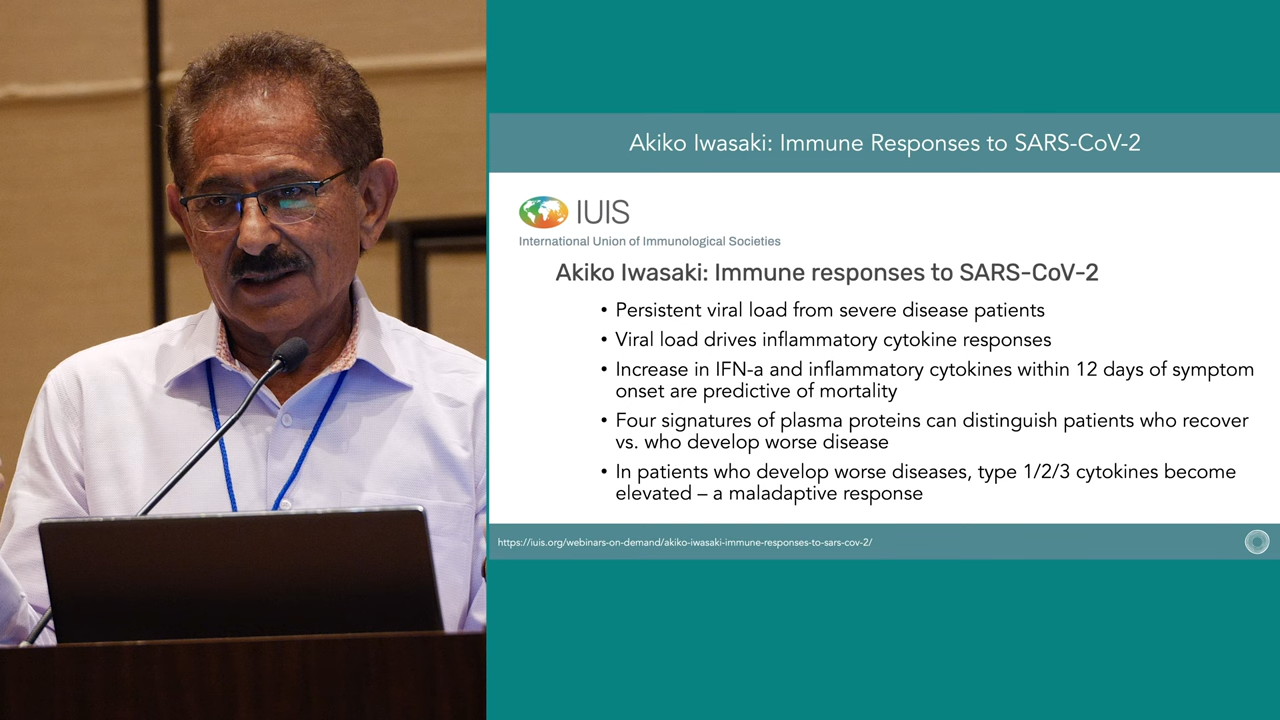 Akiko Iwasaki: Immune Responses to SARS-CoV-2
IUIS
International Union of Immunological Societies
Akiko Iwasaki: Immune responses to SARS-CoV-2
• Persistent viral load from severe disease patients
• Viral load drives inflammatory cytokine responses
• Increase in IFN-a and inflammatory cytokines within 12 days of symptom
onset are predictive of mortality
• Four signatures of plasma proteins can distinguish patients who recover
vs. who develop worse disease
• In patients who develop worse diseases, type 1/2/3 cytokines become
elevated – a maladaptive response
https://iuis.org/webinars-on-demand/akiko-iwasaki-immune-responses-to-sars-cov-2/